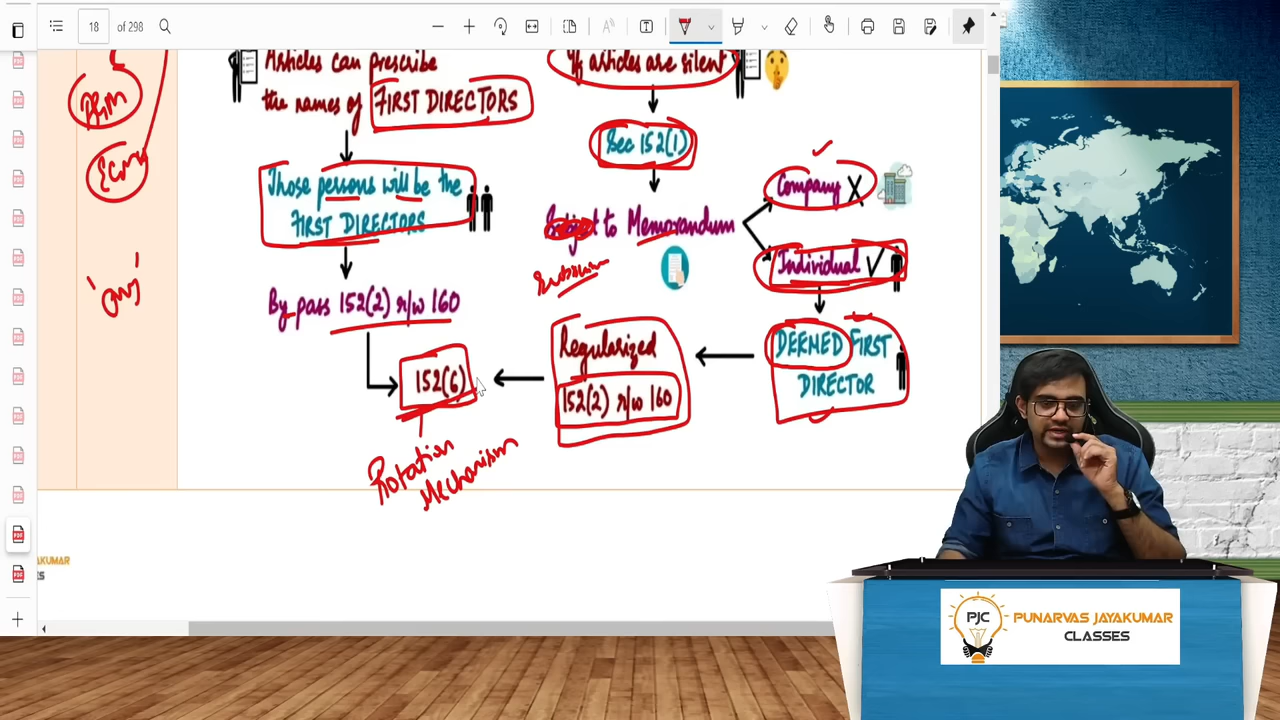 18
of 298
Articles can prescribe
the names of FIRST DIRECTORS
Those persons will be the
FIRST DIRECTORS
By pass 152(2) r/w 160
152(6)
Rotation
Mechanism
If articles are silent
Sec 152(1)
to Memorandum
Company X
Individual ✓
DEEMED FIRST
DIRECTOR
Regularized
152(2) r/w 160
AKUMAR
ES
PJC
PUNARVAS JAYAKUMAR
CLASSES